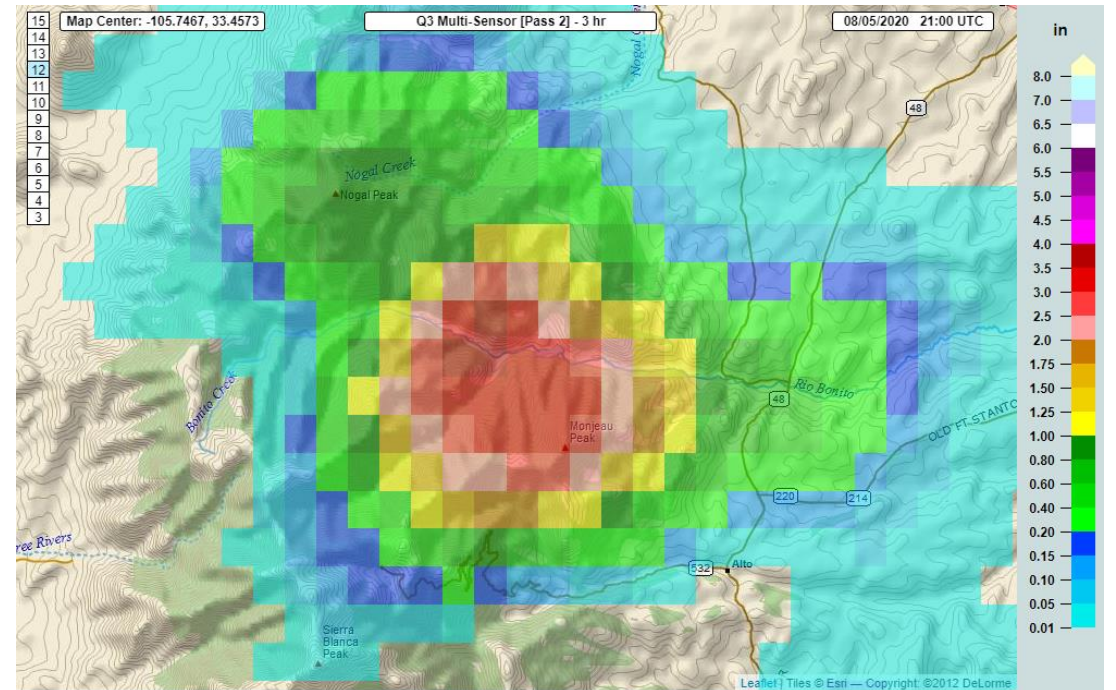 Map Center: -105.7467, 33.4573
Q3 Multi-Sensor [Pass 2] - 3 hr
08/05/2020 21:00 UTC
in
15
14
13
12
11
10
9
8
7
6
5
4
3
8.0
7.0
6.5
6.0
5.5
5.0
4.5
4.0
3.5
3.0
2.5
2.0
1.75
1.50
1.25
1.00
0.80
0.60
0.40
0.20
0.15
0.10
0.05
0.01
48
Nogal Creek
Nogal Peak
Rio Bonito
48
Bonito Creek
Monjeau
Peak
OLD FT STANTO
220
214
ree Rivers
532
Alto
Sierra
Blanca
Peak
Leaflet | Tiles © Esri — Copyright: ©2012 DeLorme